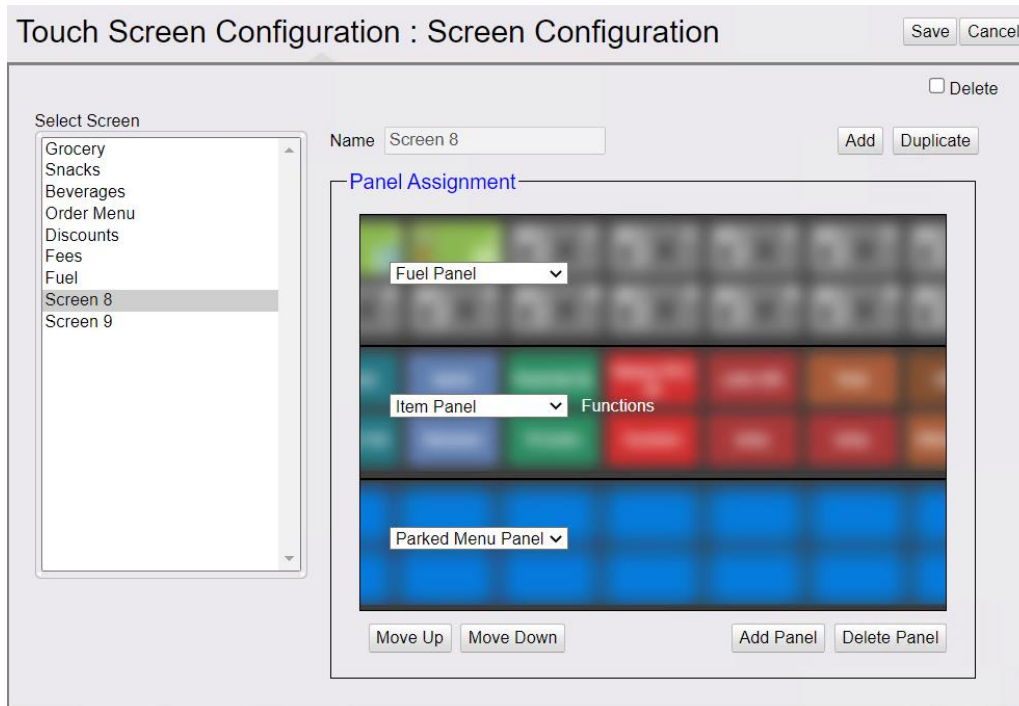 Touch Screen Configuration : Screen Configuration
Save Cancel
Delete
Select Screen
Grocery
Snacks
Beverages
Order Menu
Discounts
Fees
Fuel
Screen 8
Screen 9
Name Screen 8
Add Duplicate
Panel Assignment
Fuel Panel
Item Panel Functions
Parked Menu Panel
Move Up Move Down Add Panel Delete Panel